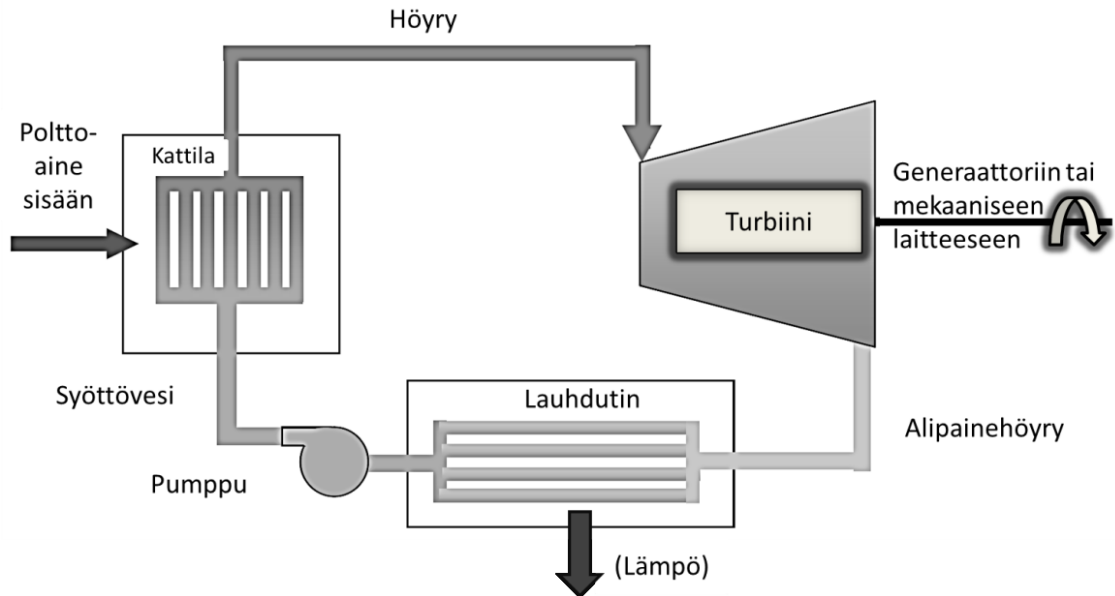 Höyry
Poltto-
aine
sisään
Kattila
Turbiini
Generaattoriin tai
mekaaniseen
laitteeseen
Syöttövesi
Lauhdutin
Alipainehöyry
Pumppu
(Lämpö)